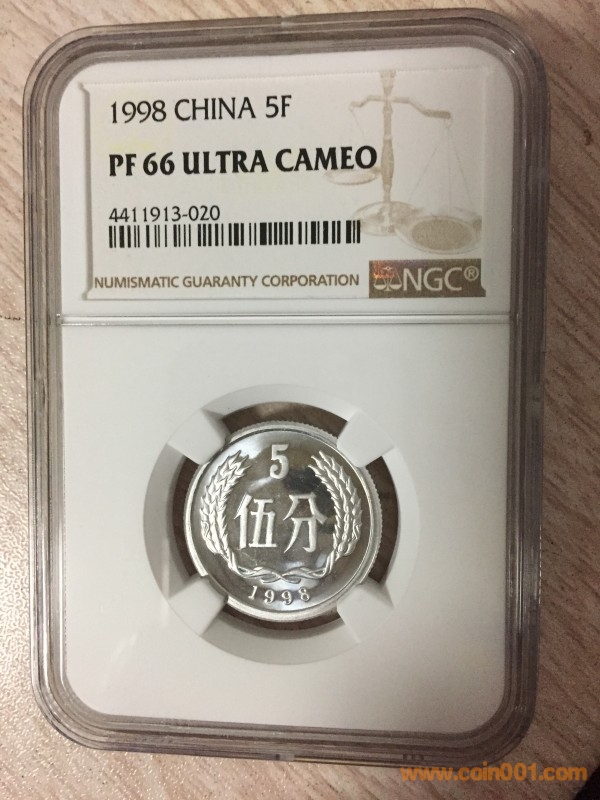 1998 CHINA 5F
PF 66 ULTRA CAMEO
4411913-020
NUMISMATIC GUARANTY CORPORATION
NGC®
5
伍分
1998
www.coin001.com